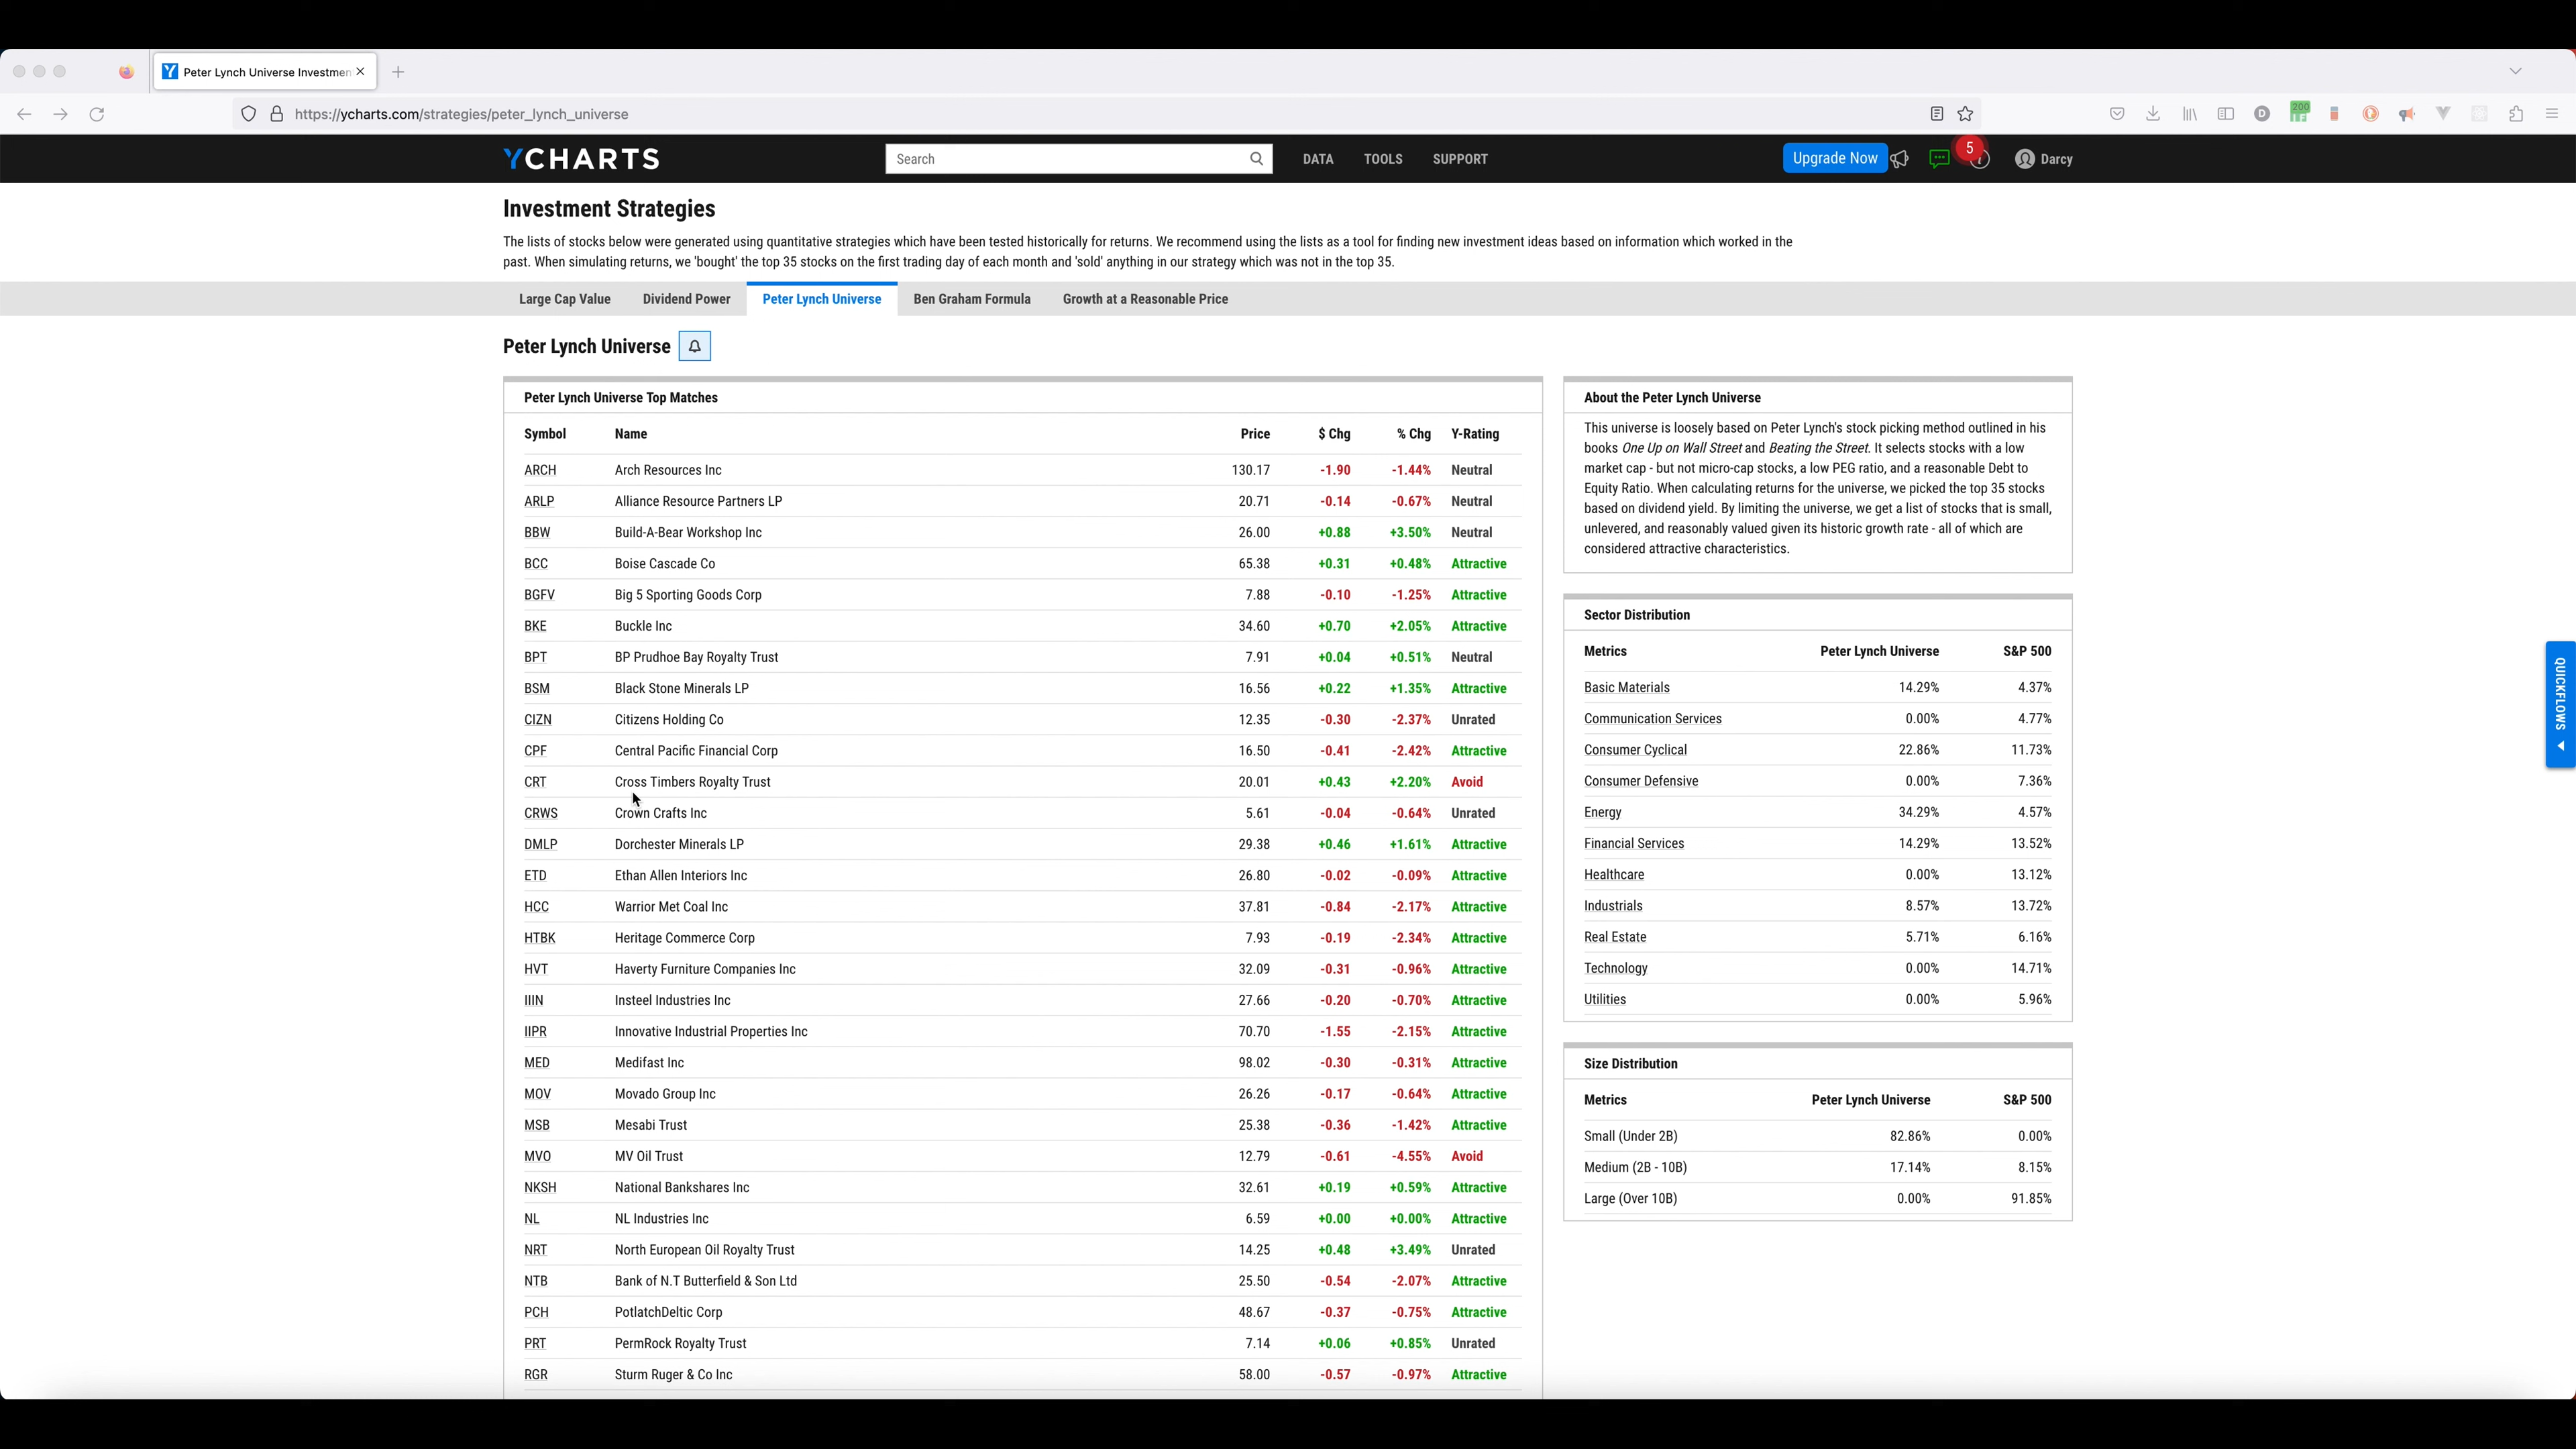 Peter Lynch Universe Investmen
https://ycharts.com/strategies/peter_lynch_universe
D
200
YCHARTS
Search
DATA TOOLS SUPPORT
Upgrade Now
5
Darcy
Investment Strategies
The lists of stocks below were generated using quantitative strategies which have been tested historically for returns. We recommend using the lists as a tool for finding new investment ideas based on information which worked in the
past. When simulating returns, we 'bought' the top 35 stocks on the first trading day of each month and 'sold' anything in our strategy which was not in the top 35.
Large Cap Value Dividend Power Peter Lynch Universe Ben Graham Formula Growth at a Reasonable Price
Peter Lynch Universe
Peter Lynch Universe Top Matches
Symbol Name Price $ Chg % Chg Y-Rating
ARCH Arch Resources Inc 130.17 -1.90 -1.44% Neutral
ARLP Alliance Resource Partners LP 20.71 -0.14 -0.67% Neutral
BBW Build-A-Bear Workshop Inc 26.00 +0.88 +3.50% Neutral
BCC Boise Cascade Co 65.38 +0.31 +0.48% Attractive
BGFV Big 5 Sporting Goods Corp 7.88 -0.10 -1.25% Attractive
BKE Buckle Inc 34.60 +0.70 +2.05% Attractive
BPT BP Prudhoe Bay Royalty Trust 7.91 +0.04 +0.51% Neutral
BSM Black Stone Minerals LP 16.56 +0.22 +1.35% Attractive
CIZN Citizens Holding Co 12.35 -0.30 -2.37% Unrated
CPF Central Pacific Financial Corp 16.50 -0.41 -2.42% Attractive
CRT Cross Timbers Royalty Trust 20.01 +0.43 +2.20% Avoid
CRWS Crown Crafts Inc 5.61 -0.04 -0.64% Unrated
DMLP Dorchester Minerals LP 29.38 +0.46 +1.61% Attractive
ETD Ethan Allen Interiors Inc 26.80 -0.02 -0.09% Attractive
HCC Warrior Met Coal Inc 37.81 -0.84 -2.17% Attractive
HTBK Heritage Commerce Corp 7.93 -0.19 -2.34% Attractive
HVT Haverty Furniture Companies Inc 32.09 -0.31 -0.96% Attractive
IIIN Insteel Industries Inc 27.66 -0.20 -0.70% Attractive
IIPR Innovative Industrial Properties Inc 70.70 -1.55 -2.15% Attractive
MED Medifast Inc 98.02 -0.30 -0.31% Attractive
MOV Movado Group Inc 26.26 -0.17 -0.64% Attractive
MSB Mesabi Trust 25.38 -0.36 -1.42% Attractive
MVO MV Oil Trust 12.79 -0.61 -4.55% Avoid
NKSH National Bankshares Inc 32.61 +0.19 +0.59% Attractive
NL NL Industries Inc 6.59 +0.00 +0.00% Attractive
NRT North European Oil Royalty Trust 14.25 +0.48 +3.49% Unrated
NTB Bank of N.T Butterfield & Son Ltd 25.50 -0.54 -2.07% Attractive
PCH PotlatchDeltic Corp 48.67 -0.37 -0.75% Attractive
PRT PermRock Royalty Trust 7.14 +0.06 +0.85% Unrated
RGR Sturm Ruger & Co Inc 58.00 -0.57 -0.97% Attractive
About the Peter Lynch Universe
This universe is loosely based on Peter Lynch's stock picking method outlined in his
books One Up on Wall Street and Beating the Street. It selects stocks with a low
market cap - but not micro-cap stocks, a low PEG ratio, and a reasonable Debt to
Equity Ratio. When calculating returns for the universe, we picked the top 35 stocks
based on dividend yield. By limiting the universe, we get a list of stocks that is small,
unlevered, and reasonably valued given its historic growth rate - all of which are
considered attractive characteristics.
Sector Distribution
Metrics Peter Lynch Universe S&P 500
Basic Materials 14.29% 4.37%
Communication Services 0.00% 4.77%
Consumer Cyclical 22.86% 11.73%
Consumer Defensive 0.00% 7.36%
Energy 34.29% 4.57%
Financial Services 14.29% 13.52%
Healthcare 0.00% 13.12%
Industrials 8.57% 13.72%
Real Estate 5.71% 6.16%
Technology 0.00% 14.71%
Utilities 0.00% 5.96%
Size Distribution
Metrics Peter Lynch Universe S&P 500
Small (Under 2B) 82.86% 0.00%
Medium (2B - 10B) 17.14% 8.15%
Large (Over 10B) 0.00% 91.85%
QUICKFLOWS